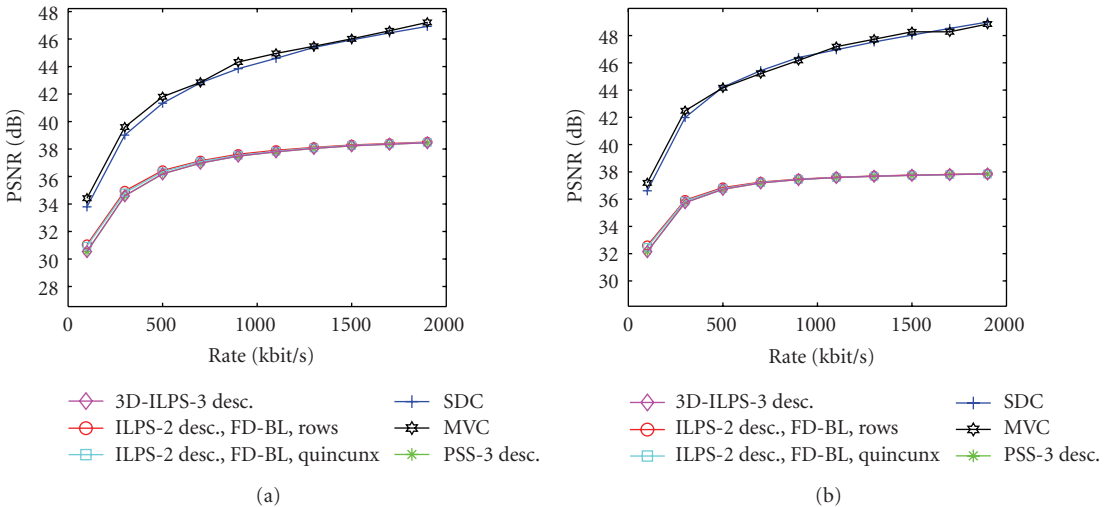 48
46
44
42
40
38
36
34
32
30
28
PSNR (dB)
0 500 1000 1500 2000
Rate (kbit/s)
3D-ILPS-3 desc.
ILPS-2 desc., FD-BL, rows
ILPS-2 desc., FD-BL, quincunx
SDC
MVC
PSS-3 desc.
(a)
48
46
44
42
40
38
36
34
32
30
PSNR (dB)
0 500 1000 1500 2000
Rate (kbit/s)
3D-ILPS-3 desc.
ILPS-2 desc., FD-BL, rows
ILPS-2 desc., FD-BL, quincunx
SDC
MVC
PSS-3 desc.
(b)